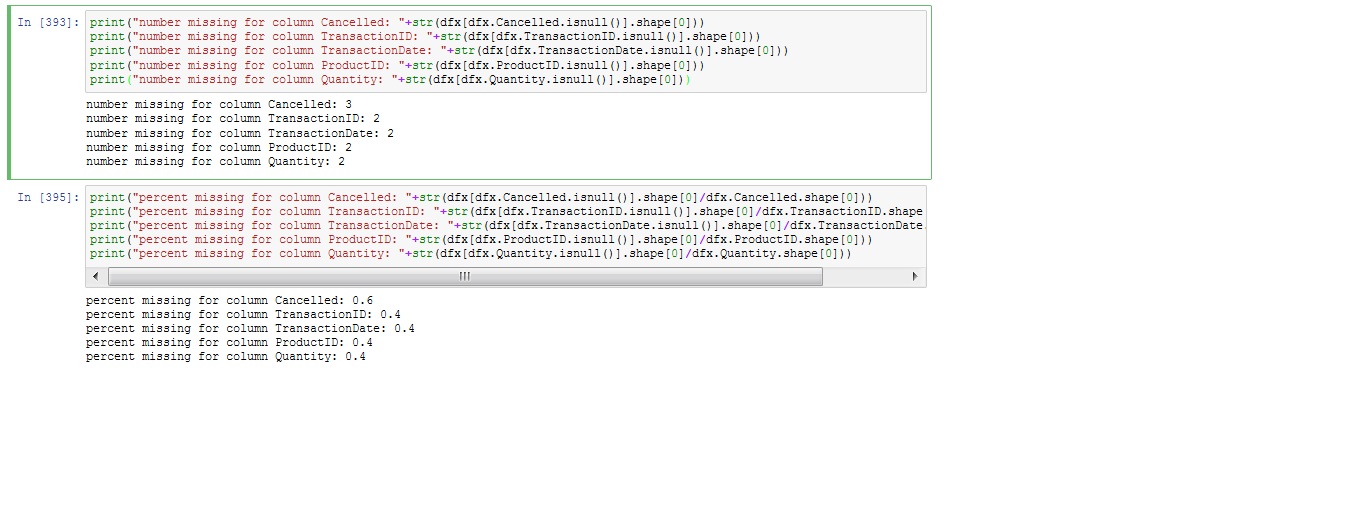 In [393]: print("number missing for column Cancelled: "+str(dfx[dfx.Cancelled.isnull()].shape[0]))
print("number missing for column TransactionID: "+str(dfx[dfx.TransactionID.isnull()].shape[0]))
print("number missing for column TransactionDate: "+str(dfx[dfx.TransactionDate.isnull()].shape[0]))
print("number missing for column ProductID: "+str(dfx[dfx.ProductID.isnull()].shape[0]))
print("number missing for column Quantity: "+str(dfx[dfx.Quantity.isnull()].shape[0]))
number missing for column Cancelled: 3
number missing for column TransactionID: 2
number missing for column TransactionDate: 2
number missing for column ProductID: 2
number missing for column Quantity: 2
In [395]: print("percent missing for column Cancelled: "+str(dfx[dfx.Cancelled.isnull()].shape[0]/dfx.Cancelled.shape[0]))
print("percent missing for column TransactionID: "+str(dfx[dfx.TransactionID.isnull()].shape[0]/dfx.TransactionID.shape
print("percent missing for column TransactionDate: "+str(dfx[dfx.TransactionDate.isnull()].shape[0]/dfx.TransactionDate.
print("percent missing for column ProductID: "+str(dfx[dfx.ProductID.isnull()].shape[0]/dfx.ProductID.shape[0]))
print("percent missing for column Quantity: "+str(dfx[dfx.Quantity.isnull()].shape[0]/dfx.Quantity.shape[0]))
percent missing for column Cancelled: 0.6
percent missing for column TransactionID: 0.4
percent missing for column TransactionDate: 0.4
percent missing for column ProductID: 0.4
percent missing for column Quantity: 0.4